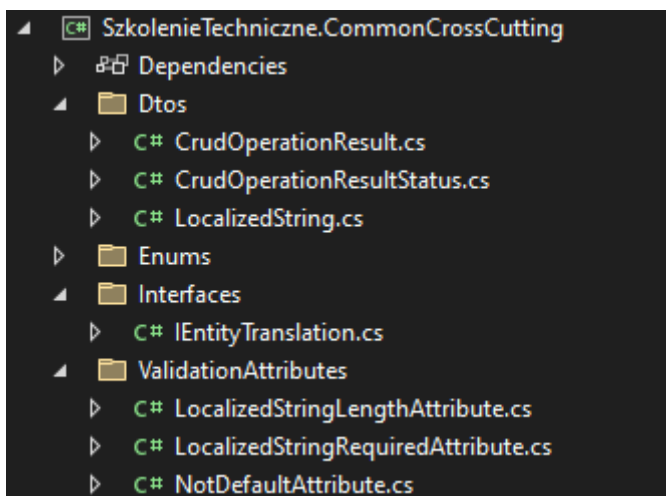 C# SzkolenieTechniczne.CommonCrossCutting
Dependencies
Dtos
C# CrudOperationResult.cs
C# CrudOperationResultStatus.cs
C# LocalizedString.cs
Enums
Interfaces
C# IEntityTranslation.cs
ValidationAttributes
C# LocalizedStringLengthAttribute.cs
C# LocalizedStringRequiredAttribute.cs
C# NotDefaultAttribute.cs